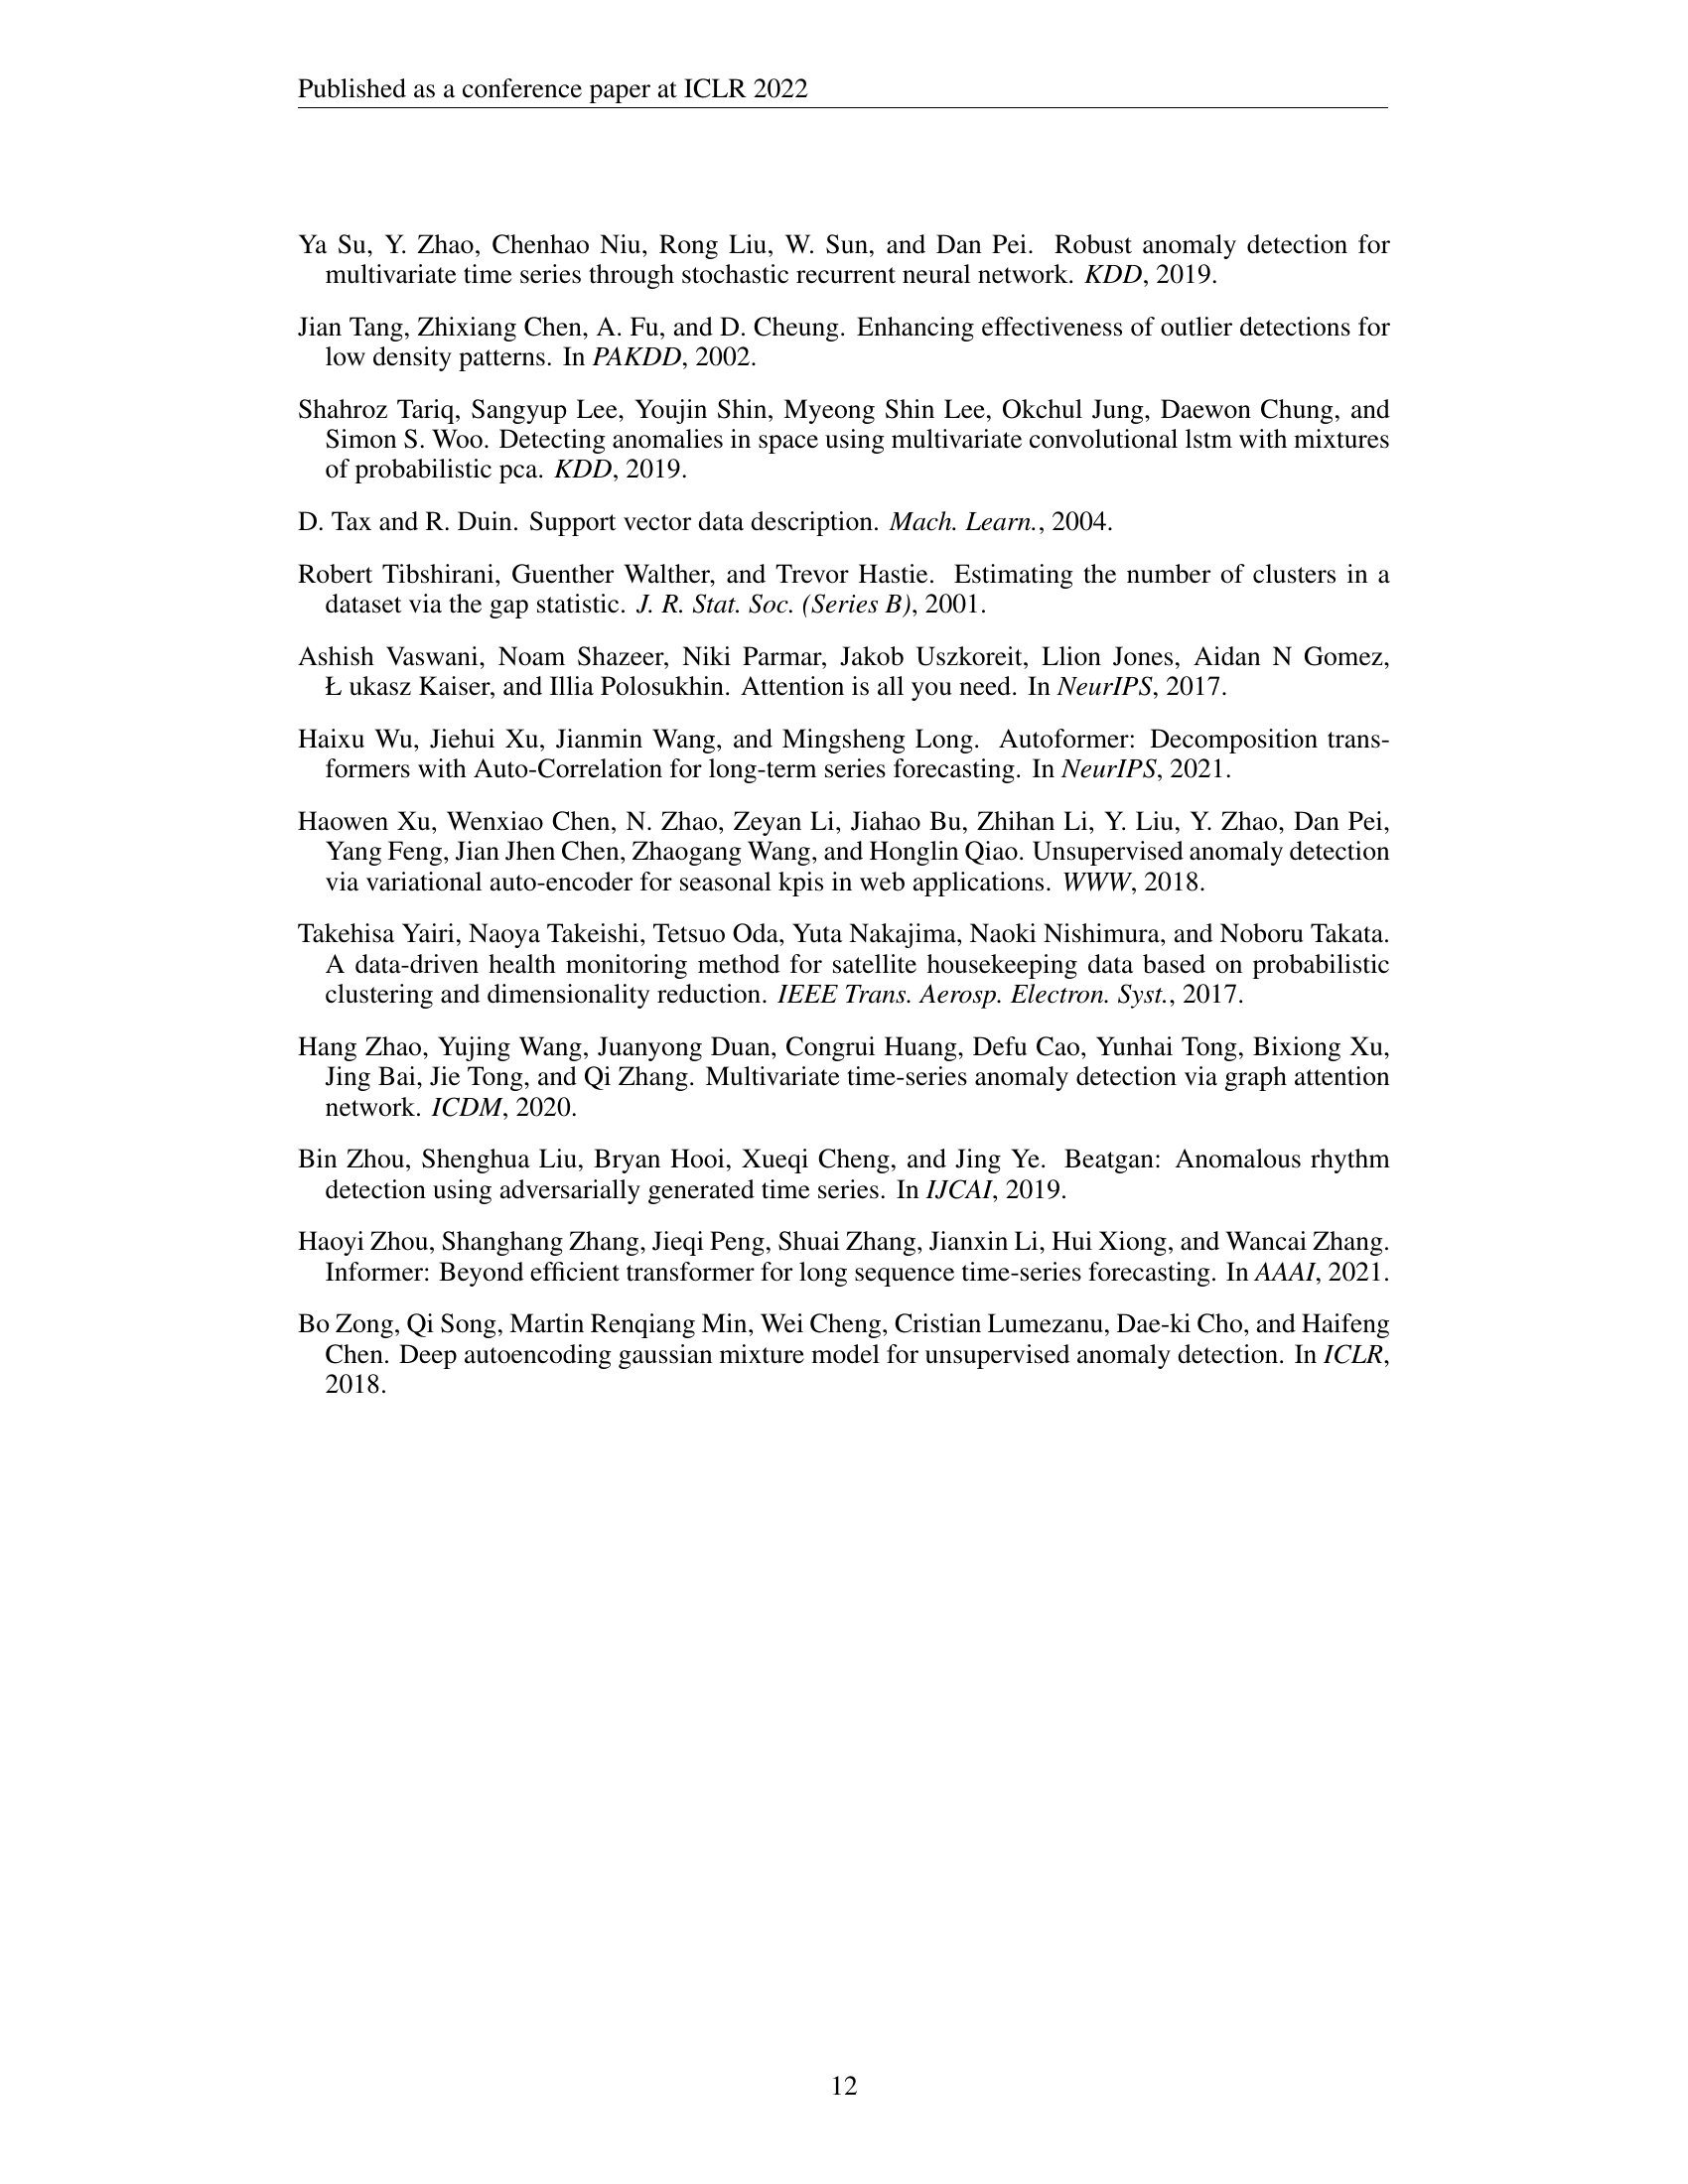 Published as a conference paper at ICLR 2022
Ya Su, Y. Zhao, Chenhao Niu, Rong Liu, W. Sun, and Dan Pei. Robust anomaly detection for
multivariate time series through stochastic recurrent neural network. KDD, 2019.
Jian Tang, Zhixiang Chen, A. Fu, and D. Cheung. Enhancing effectiveness of outlier detections for
low density patterns. In PAKDD, 2002.
Shahroz Tariq, Sangyup Lee, Youjin Shin, Myeong Shin Lee, Okchul Jung, Daewon Chung, and
Simon S. Woo. Detecting anomalies in space using multivariate convolutional lstm with mixtures
of probabilistic pca. KDD, 2019.
D. Tax and R. Duin. Support vector data description. Mach. Learn., 2004.
Robert Tibshirani, Guenther Walther, and Trevor Hastie. Estimating the number of clusters in a
dataset via the gap statistic. J. R. Stat. Soc. (Series B), 2001.
Ashish Vaswani, Noam Shazeer, Niki Parmar, Jakob Uszkoreit, Llion Jones, Aidan N Gomez,
Ł ukasz Kaiser, and Illia Polosukhin. Attention is all you need. In NeurIPS, 2017.
Haixu Wu, Jiehui Xu, Jianmin Wang, and Mingsheng Long. Autoformer: Decomposition trans-
formers with Auto-Correlation for long-term series forecasting. In NeurIPS, 2021.
Haowen Xu, Wenxiao Chen, N. Zhao, Zeyan Li, Jiahao Bu, Zhihan Li, Y. Liu, Y. Zhao, Dan Pei,
Yang Feng, Jian Jhen Chen, Zhaogang Wang, and Honglin Qiao. Unsupervised anomaly detection
via variational auto-encoder for seasonal kpis in web applications. WWW, 2018.
Takehisa Yairi, Naoya Takeishi, Tetsuo Oda, Yuta Nakajima, Naoki Nishimura, and Noboru Takata.
A data-driven health monitoring method for satellite housekeeping data based on probabilistic
clustering and dimensionality reduction. IEEE Trans. Aerosp. Electron. Syst., 2017.
Hang Zhao, Yujing Wang, Juanyong Duan, Congrui Huang, Defu Cao, Yunhai Tong, Bixiong Xu,
Jing Bai, Jie Tong, and Qi Zhang. Multivariate time-series anomaly detection via graph attention
network. ICDM, 2020.
Bin Zhou, Shenghua Liu, Bryan Hooi, Xueqi Cheng, and Jing Ye. Beatgan: Anomalous rhythm
detection using adversarially generated time series. In IJCAI, 2019.
Haoyi Zhou, Shanghang Zhang, Jieqi Peng, Shuai Zhang, Jianxin Li, Hui Xiong, and Wancai Zhang.
Informer: Beyond efficient transformer for long sequence time-series forecasting. In AAAI, 2021.
Bo Zong, Qi Song, Martin Renqiang Min, Wei Cheng, Cristian Lumezanu, Dae-ki Cho, and Haifeng
Chen. Deep autoencoding gaussian mixture model for unsupervised anomaly detection. In ICLR,
2018.
12